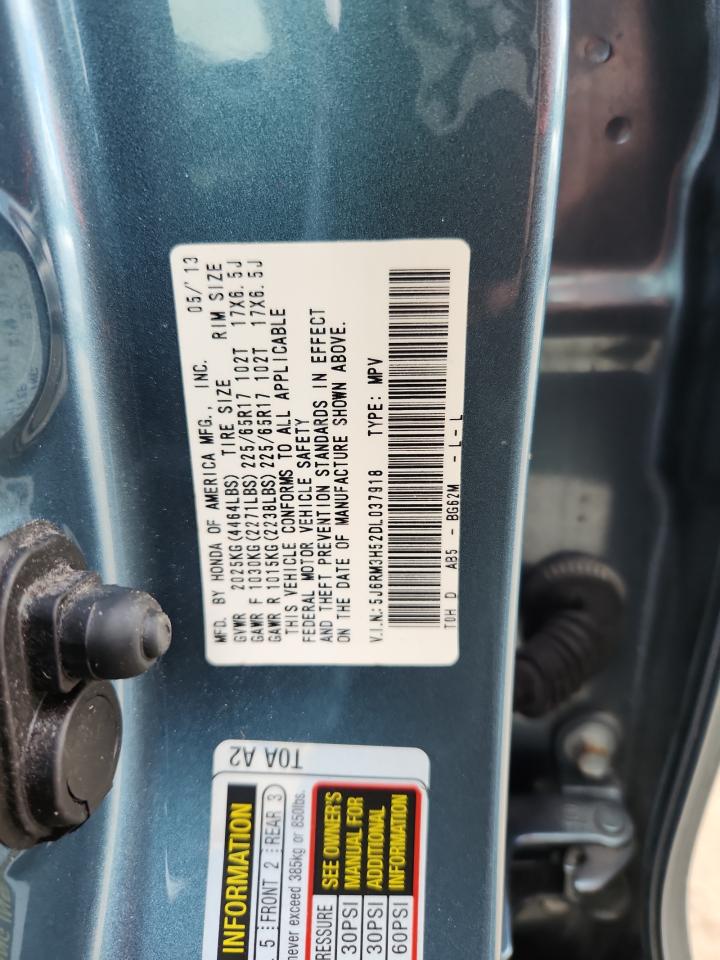 MFD. BY HONDA OF AMERICA MFG., INC. 05/'13
GVWR 2025KG(4464LBS) TIRE SIZE RIM SIZE
GAWR F 1030KG(2271LBS) 225/65R17 102T 17X6.5J
GAWR R 1015KG(2238LBS) 225/65R17 102T 17X6.5J
THIS VEHICLE CONFORMS TO ALL APPLICABLE
FEDERAL MOTOR VEHICLE SAFETY
AND THEFT PREVENTION STANDARDS IN EFFECT
ON THE DATE OF MANUFACTURE SHOWN ABOVE.
V.I.N.: 5J6RM3H52DL037918 TYPE: MPV
T0H D AB5 - BG62M - L - L
T0A A2
INFORMATION
5 FRONT 2 REAR 3
never exceed 385kg or 850lbs.
SEE OWNER'S
MANUAL FOR
ADDITIONAL
INFORMATION
30PSI
30PSI
60PSI